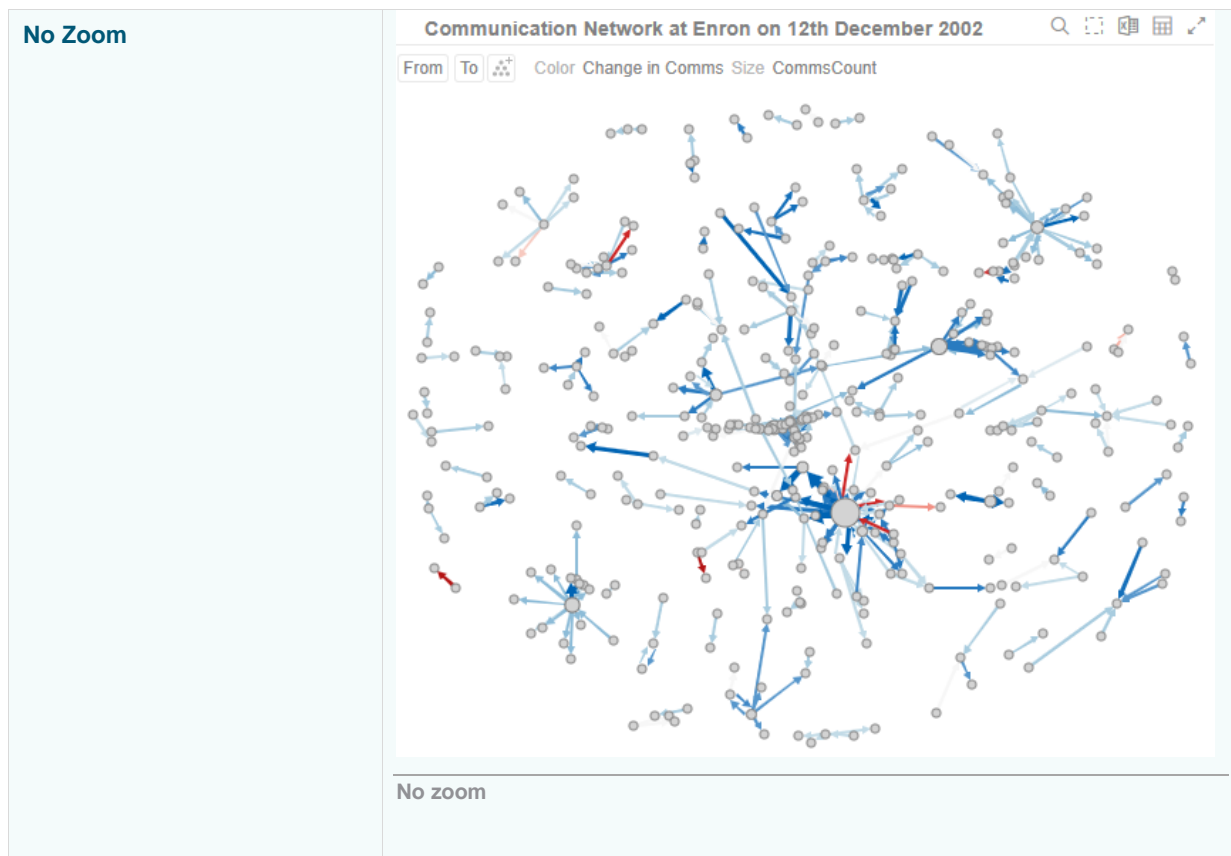 No Zoom
Communication Network at Enron on 12th December 2002
From To Color Change in Comms Size CommsCount
No zoom